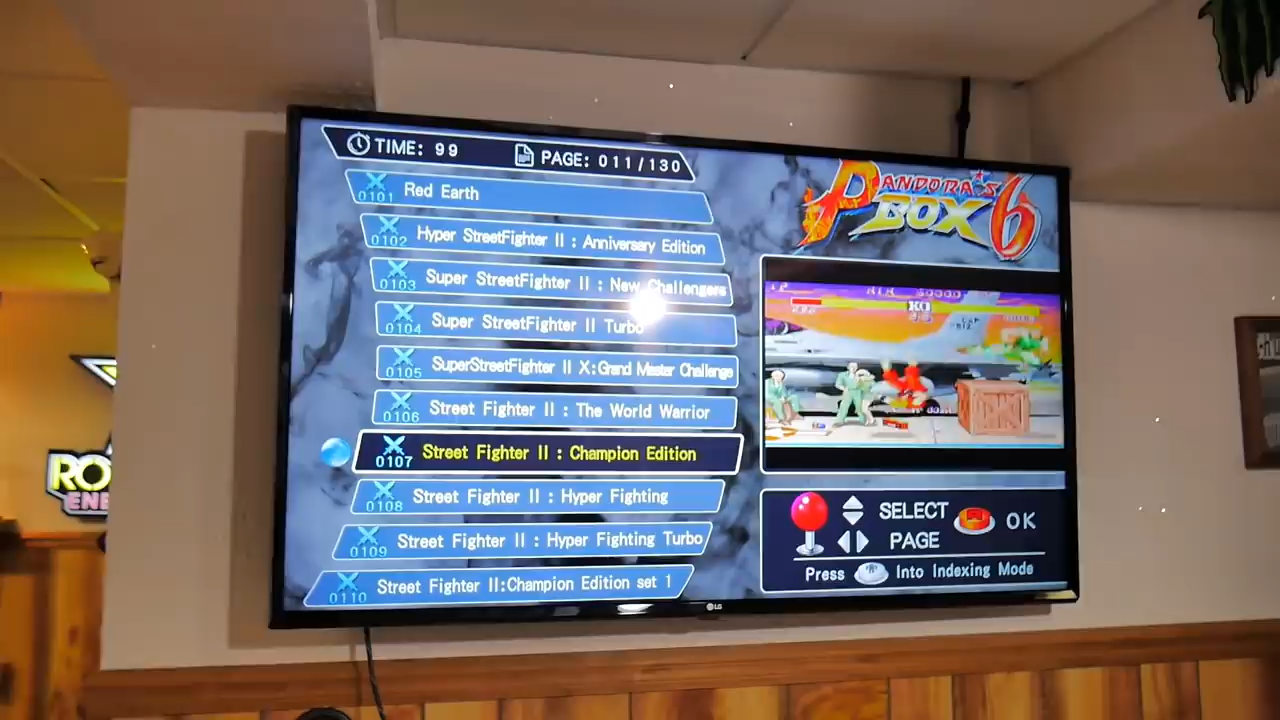 TIME: 99
PAGE: 011/130
0101 Red Earth
0102 Hyper StreetFighter II : Anniversary Edition
0103 Super StreetFighter II : New Challengers
0104 Super StreetFighter II Turbo
0105 SuperStreetFighter II X:Grand Master Challenge
0106 Street Fighter II : The World Warrior
0107 Street Fighter II : Champion Edition
0108 Street Fighter II : Hyper Fighting
0109 Street Fighter II : Hyper Fighting Turbo
0110 Street Fighter II:Champion Edition set 1
PANDORA'S
BOX 6
KO
SELECT
OK
PAGE
Press Into Indexing Mode
LG
RO
ENE